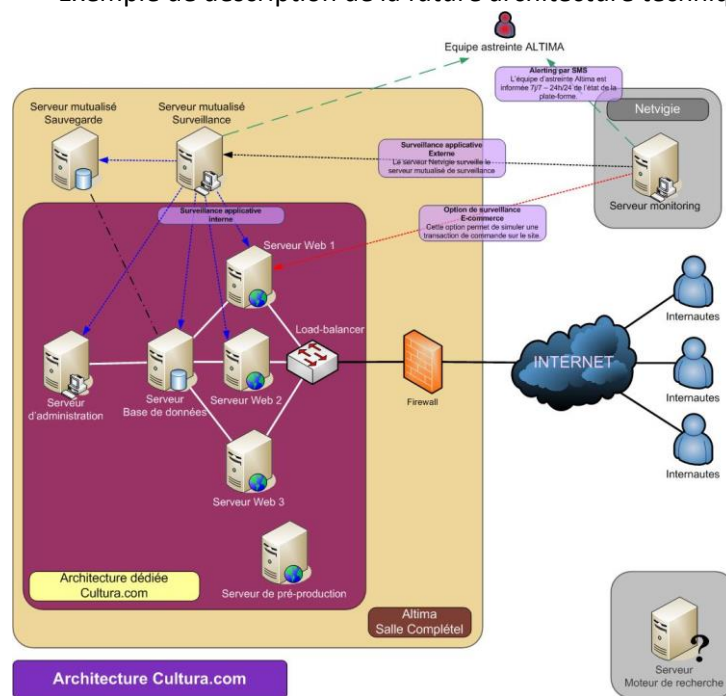 Exemple de description de la future architecture techniq
Equipe astreinte ALTIMA
Alerting par SMS
L'équipe d'astreinte Altima est
informée 7j/7 – 24h/24 de l'état de la
plate-forme.
Netvigie
Serveur mutualisé
Sauvegarde
Serveur mutualisé
Surveillance
Surveillance applicative
Externe
Le serveur Netvigie surveille le
serveur mutualisé de surveillance
Serveur monitoring
Surveillance applicative
interne
Option de surveillance
E-commerce
Cette option permet de simuler une
transaction de commande sur le site.
Serveur Web 1
Internautes
Load-balancer
INTERNET
Internautes
Serveur
d'administration
Serveur
Base de données
Serveur Web 2
Firewall
Internautes
Serveur Web 3
Architecture dédiée
Cultura.com
Serveur de pré-production
Altima
Salle Complétel
?
Serveur
Moteur de recherche
Architecture Cultura.com